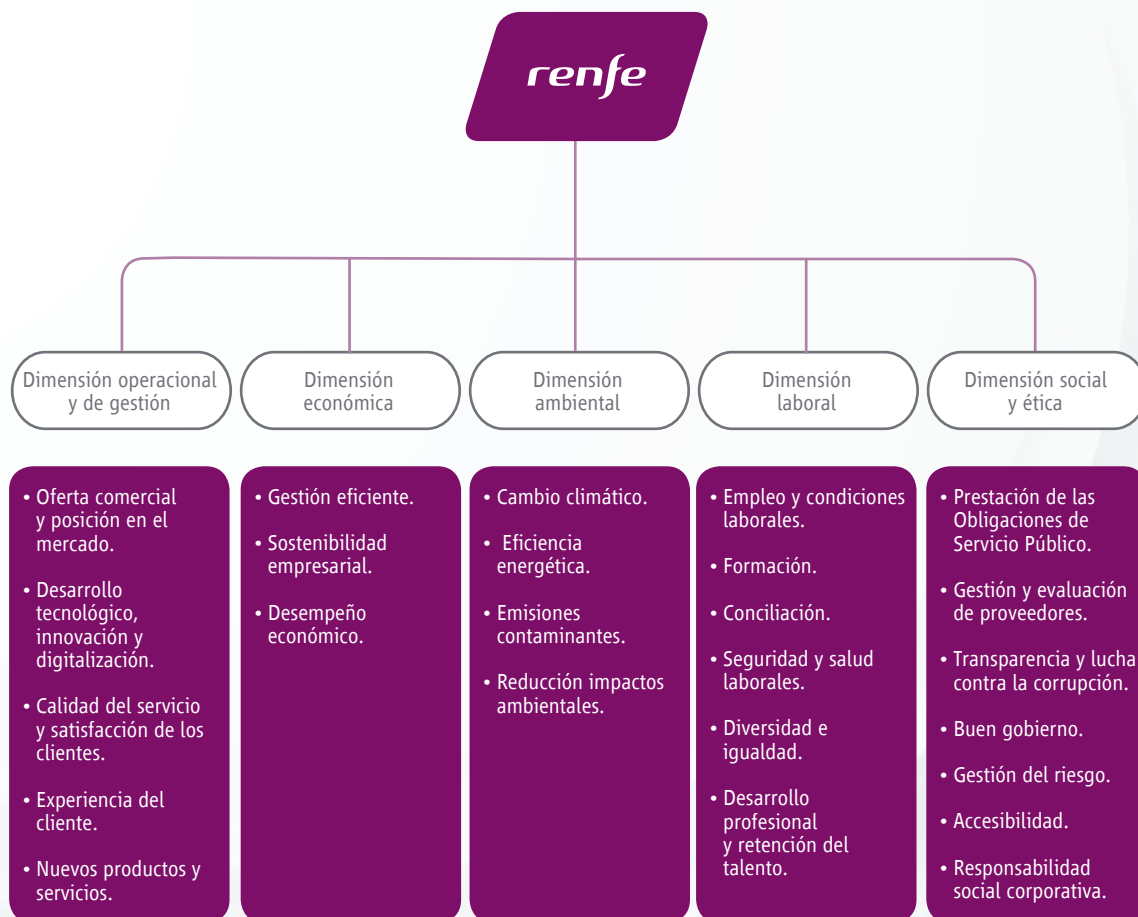 renfe
Dimensión operacional
y de gestión
Dimensión
económica
Dimensión
ambiental
Dimensión
laboral
Dimensión social
y ética
• Oferta comercial
y posición en el
mercado.
• Desarrollo
tecnológico,
innovación y
digitalización.
• Calidad del servicio
y satisfacción de los
clientes.
• Experiencia del
cliente.
• Nuevos productos y
servicios.
• Gestión eficiente.
• Sostenibilidad
empresarial.
• Desempeño
económico.
• Cambio climático.
• Eficiencia
energética.
• Emisiones
contaminantes.
• Reducción impactos
ambientales.
• Empleo y condiciones
laborales.
• Formación.
• Conciliación.
• Seguridad y salud
laborales.
• Diversidad e
igualdad.
• Desarrollo
profesional
y retención del
talento.
• Prestación de las
Obligaciones de
Servicio Público.
• Gestión y evaluación
de proveedores.
• Transparencia y lucha
contra la corrupción.
• Buen gobierno.
• Gestión del riesgo.
• Accesibilidad.
• Responsabilidad
social corporativa.